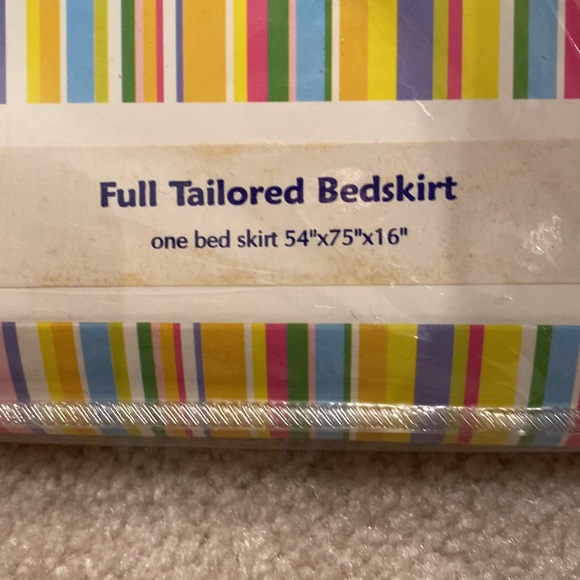 Full Tailored Bedskirt
one bed skirt 54"x75"x16"